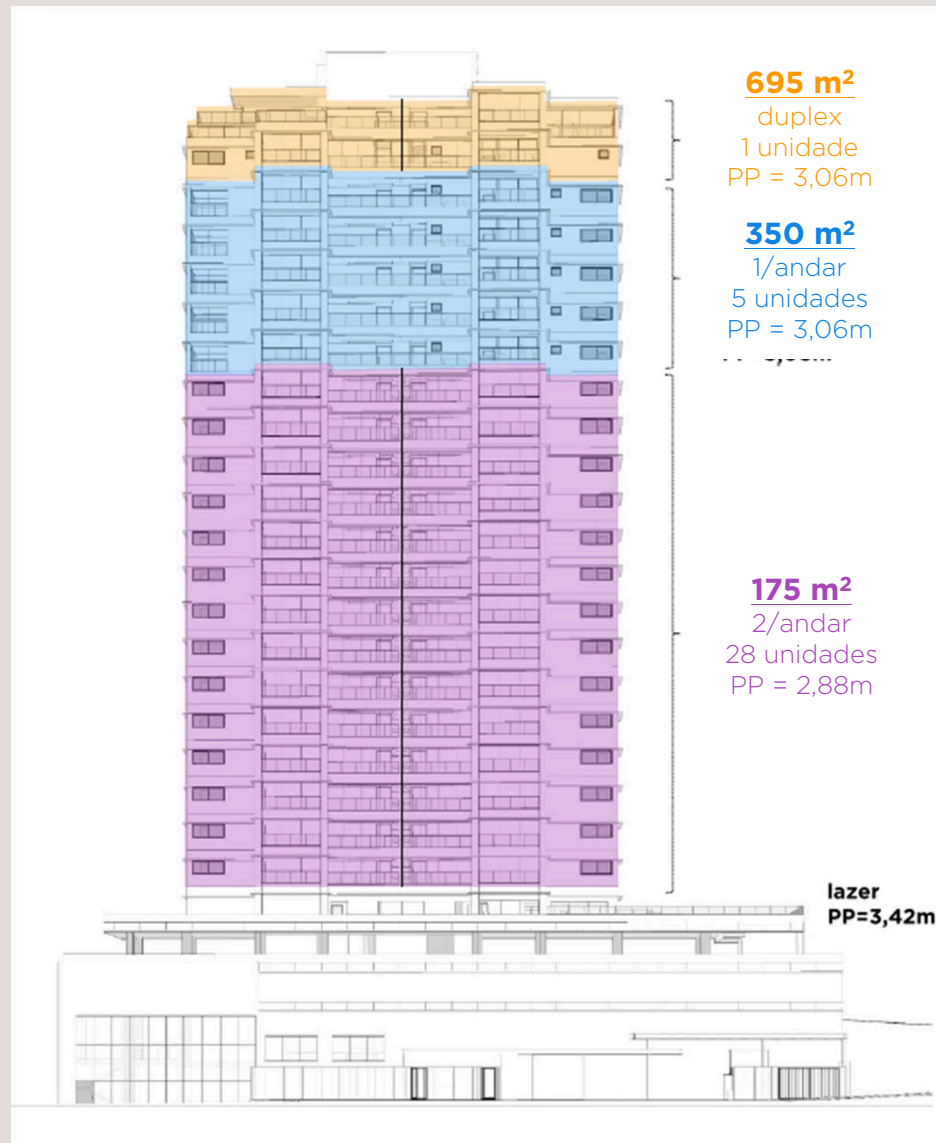 695 m²
duplex
1 unidade
PP = 3,06m
350 m²
1/andar
5 unidades
PP = 3,06m
175 m²
2/andar
28 unidades
PP = 2,88m
lazer
PP=3,42m